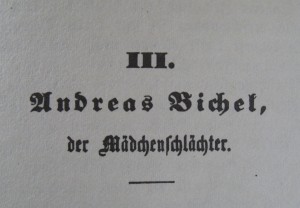 III.
Andreas Bichel,
der Mädchenſchlächter.